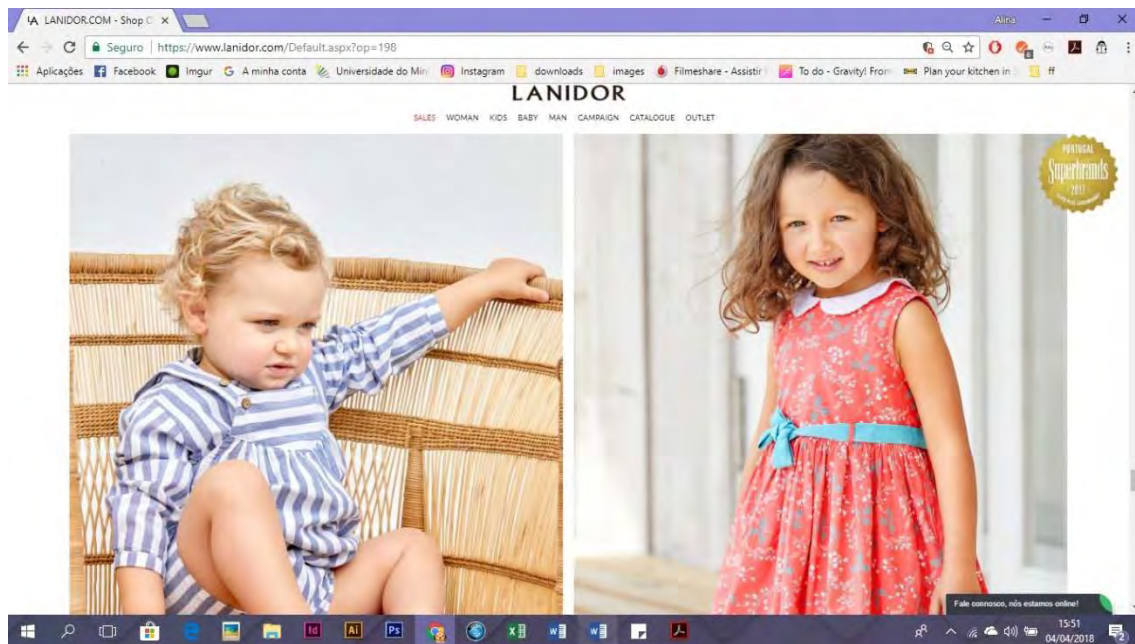 LANIDOR.COM - Shop
Alina
Seguro | https://www.lanidor.com/Default.aspx?op=198
Aplicações Facebook Imgur A minha conta Universidade do Min Instagram downloads images Filmeshare - Assistir To do - Gravity! From Plan your kitchen in ff
LANIDOR
SALES WOMAN KIDS BABY MAN CAMPAIGN CATALOGUE OUTLET
PORTUGAL
Superbrands
2017
Fale connosco, nós estamos online!
Id Ai Ps
15:51
04/04/2018